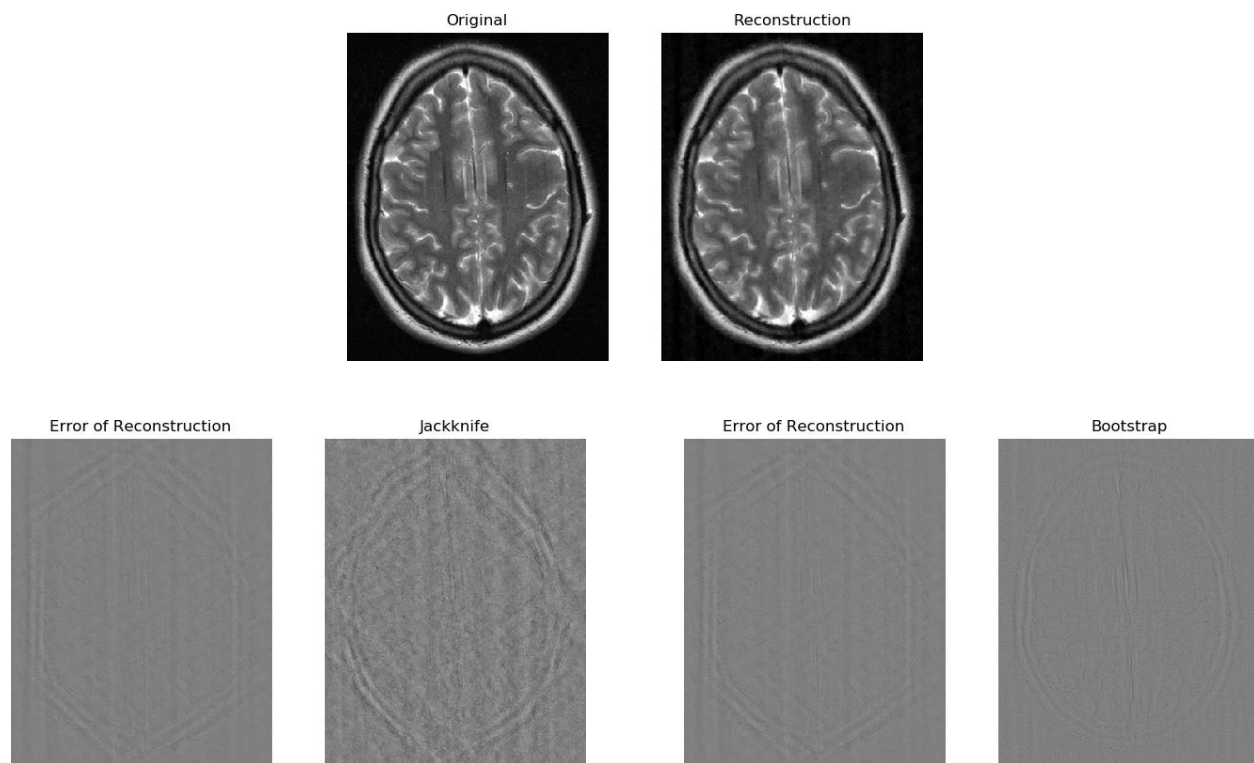 Original
Reconstruction
Error of Reconstruction
Jackknife
Error of Reconstruction
Bootstrap